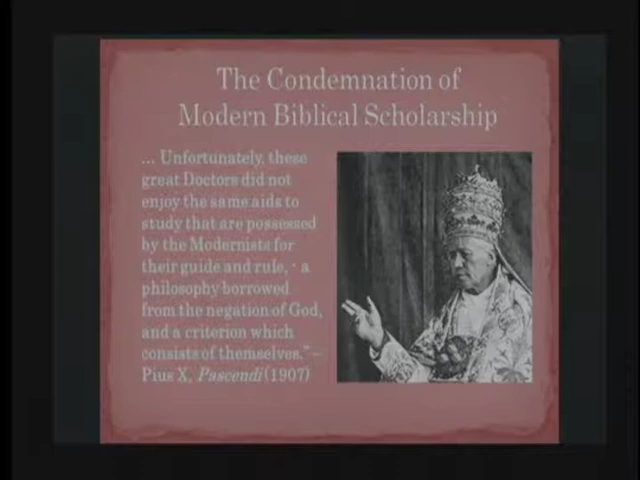 The Condemnation of
Modern Biblical Scholarship
... Unfortunately, these
great Doctors did not
enjoy the same aids to
study that are possessed
by the Modernists for
their guide and rule, - a
philosophy borrowed
from the negation of God,
and a criterion which
consists of themselves." –
Pius X, Pascendi (1907)